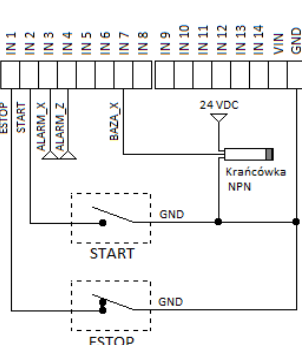 IN 1
IN 2
IN 3
IN 4
IN 5
IN 6
IN 7
IN 8
IN 9
IN 10
IN 11
IN 12
IN 13
IN 14
VIN
GND
ESTOP
START
ALARM_X
ALARM_Z
BAZA_X
24 VDC
Krańcówka
NPN
GND
START
GND
ESTOP